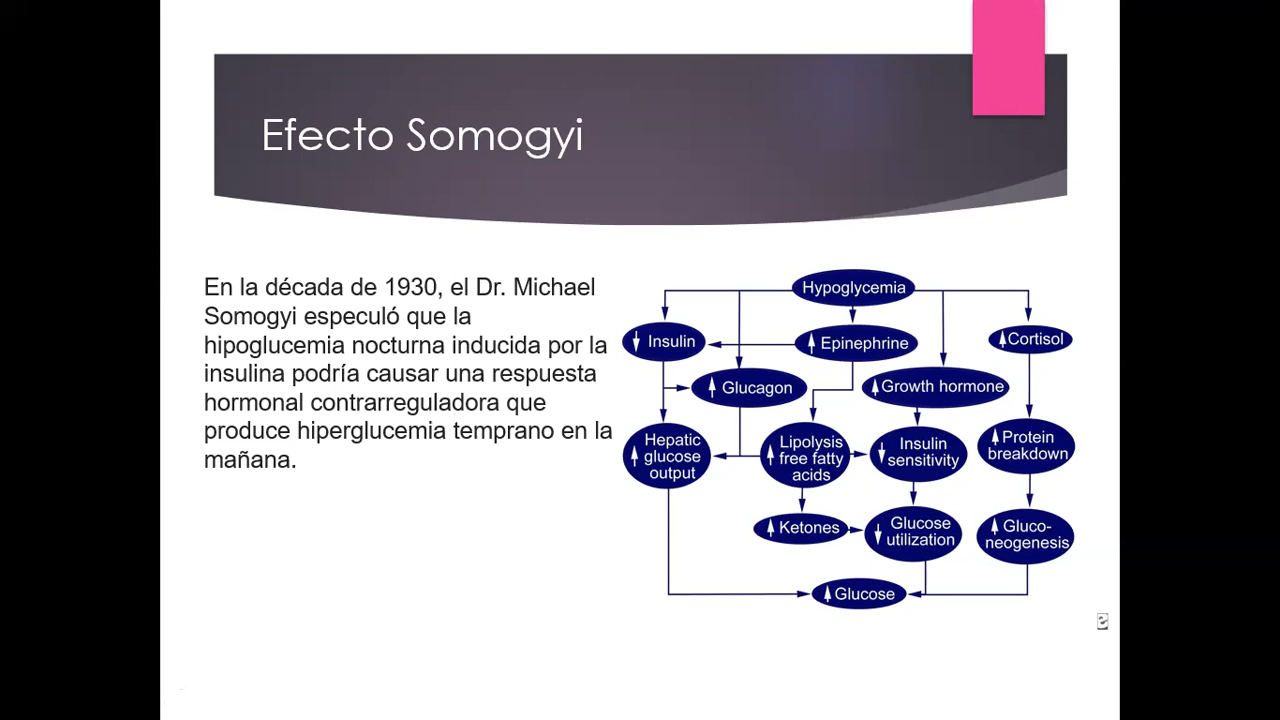 Efecto Somogyi
En la década de 1930, el Dr. Michael
Somogyi especuló que la
hipoglucemia nocturna inducida por la
insulina podría causar una respuesta
hormonal contrarreguladora que
produce hiperglucemia temprano en la
mañana.
Hypoglycemia
Insulin
Epinephrine
Cortisol
Glucagon
Growth hormone
Hepatic
glucose
output
Lipolysis
free fatty
acids
Insulin
sensitivity
Protein
breakdown
Ketones
Glucose
utilization
Gluco-
neogenesis
Glucose